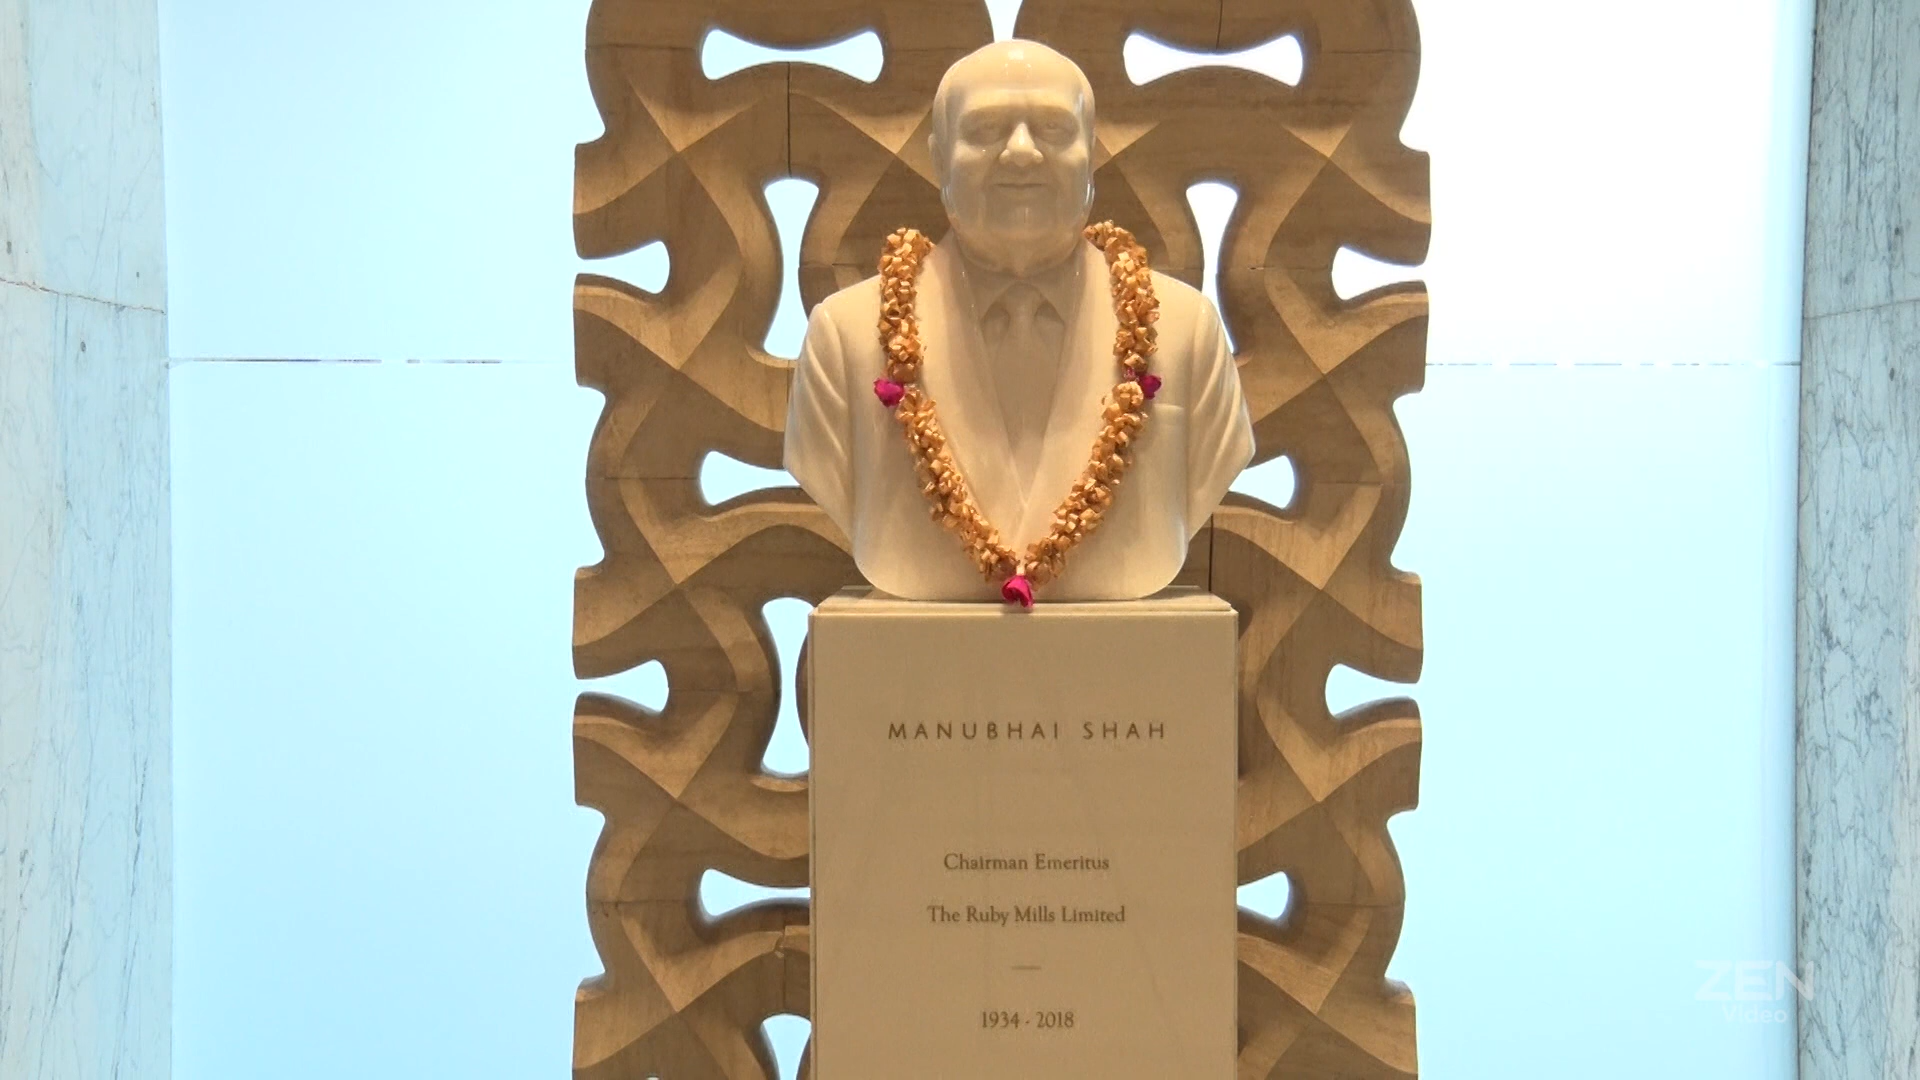 MANUBHAI SHAH
Chairman Emeritus
The Ruby Mills Limited
1934 · 2018
ZEN
Video